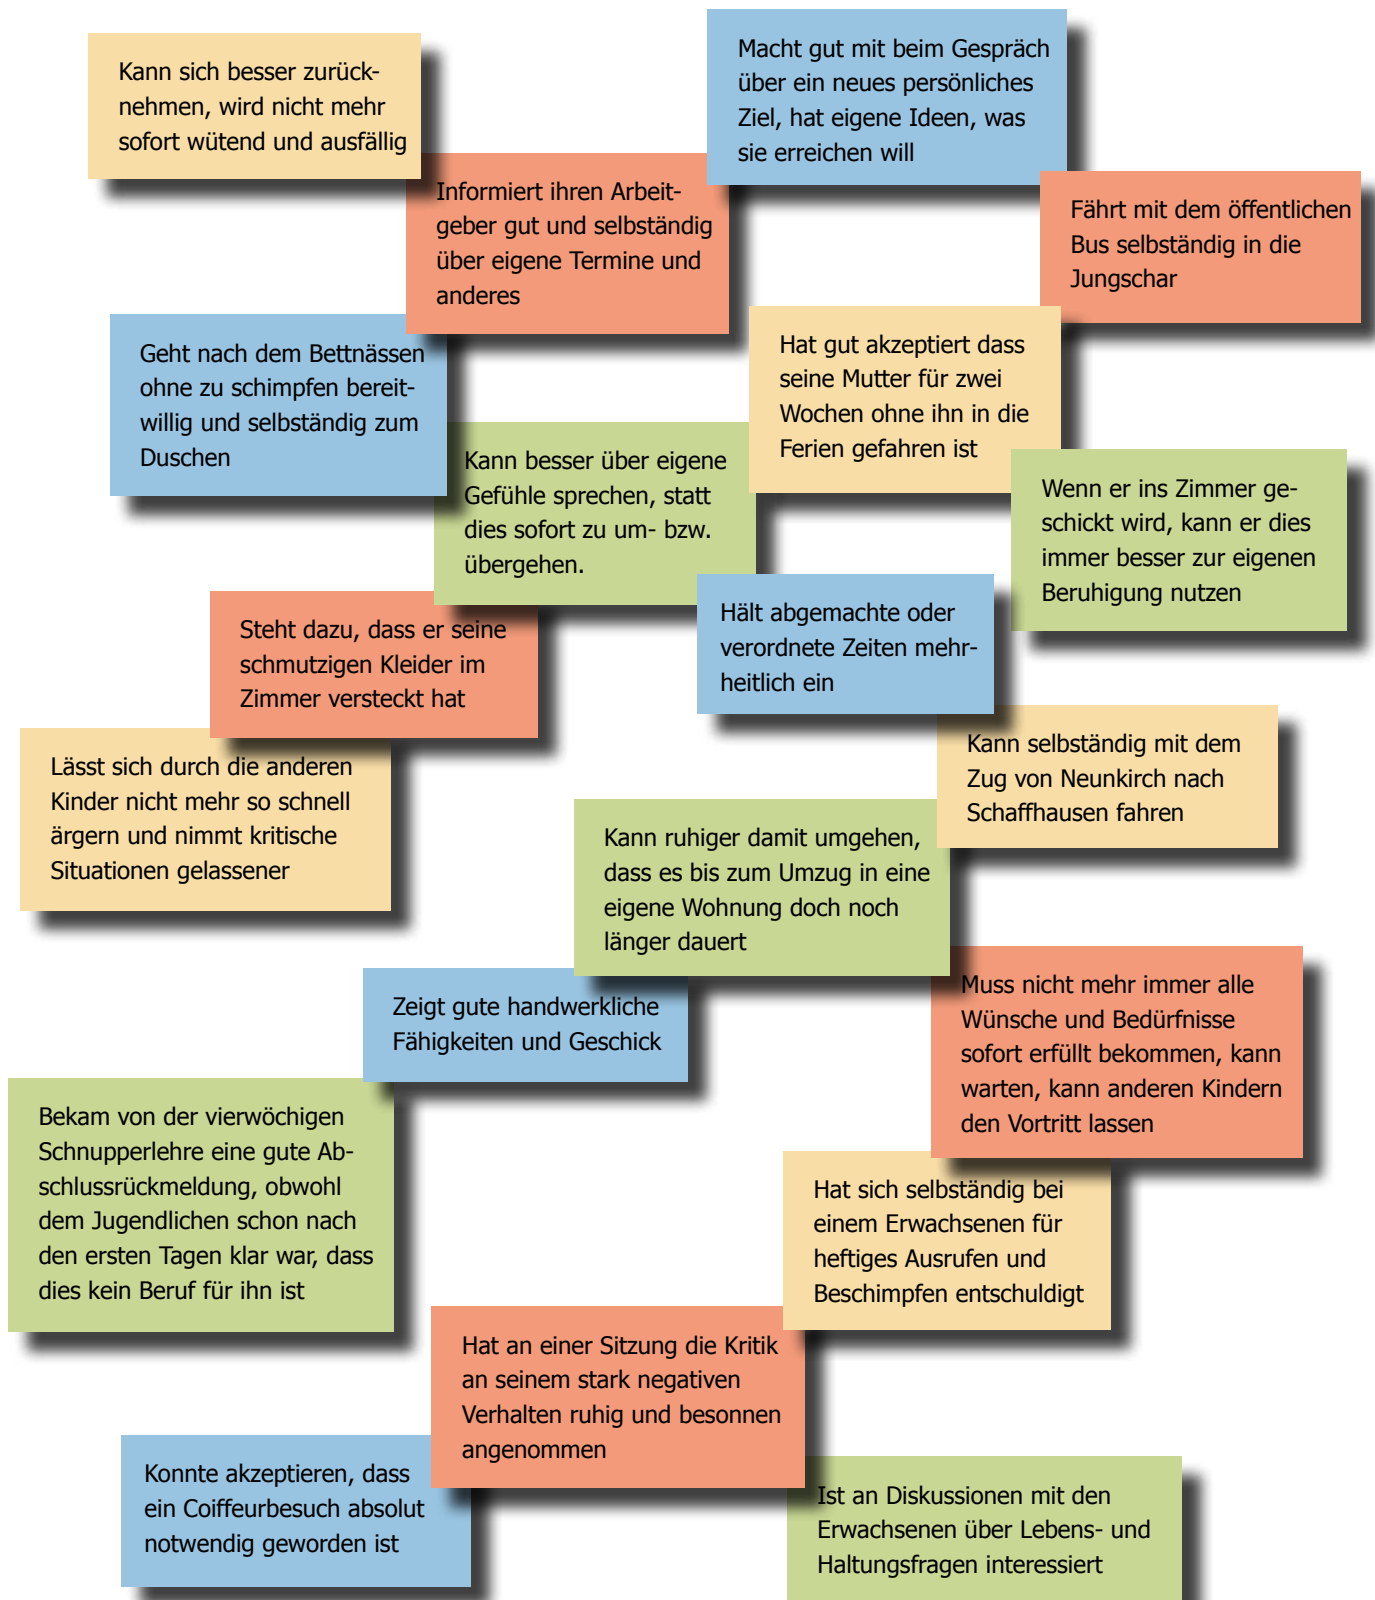 Kann sich besser zurück-
nehmen, wird nicht mehr
sofort wütend und ausfällig
Macht gut mit beim Gespräch
über ein neues persönliches
Ziel, hat eigene Ideen, was
sie erreichen will
Informiert ihren Arbeit-
geber gut und selbständig
über eigene Termine und
anderes
Fährt mit dem öffentlichen
Bus selbständig in die
Jungschar
Geht nach dem Bettnässen
ohne zu schimpfen bereit-
willig und selbständig zum
Duschen
Hat gut akzeptiert dass
seine Mutter für zwei
Wochen ohne ihn in die
Ferien gefahren ist
Kann besser über eigene
Gefühle sprechen, statt
dies sofort zu um- bzw.
übergehen.
Wenn er ins Zimmer ge-
schickt wird, kann er dies
immer besser zur eigenen
Beruhigung nutzen
Steht dazu, dass er seine
schmutzigen Kleider im
Zimmer versteckt hat
Hält abgemachte oder
verordnete Zeiten mehr-
heitlich ein
Lässt sich durch die anderen
Kinder nicht mehr so schnell
ärgern und nimmt kritische
Situationen gelassener
Kann selbständig mit dem
Zug von Neunkirch nach
Schaffhausen fahren
Kann ruhiger damit umgehen,
dass es bis zum Umzug in eine
eigene Wohnung doch noch
länger dauert
Zeigt gute handwerkliche
Fähigkeiten und Geschick
Muss nicht mehr immer alle
Wünsche und Bedürfnisse
sofort erfüllt bekommen, kann
warten, kann anderen Kindern
den Vortritt lassen
Bekam von der vierwöchigen
Schnupperlehre eine gute Ab-
schlussrückmeldung, obwohl
dem Jugendlichen schon nach
den ersten Tagen klar war, dass
dies kein Beruf für ihn ist
Hat sich selbständig bei
einem Erwachsenen für
heftiges Ausrufen und
Beschimpfen entschuldigt
Hat an einer Sitzung die Kritik
an seinem stark negativen
Verhalten ruhig und besonnen
angenommen
Konnte akzeptieren, dass
ein Coiffeurbesuch absolut
notwendig geworden ist
Ist an Diskussionen mit den
Erwachsenen über Lebens- und
Haltungsfragen interessiert